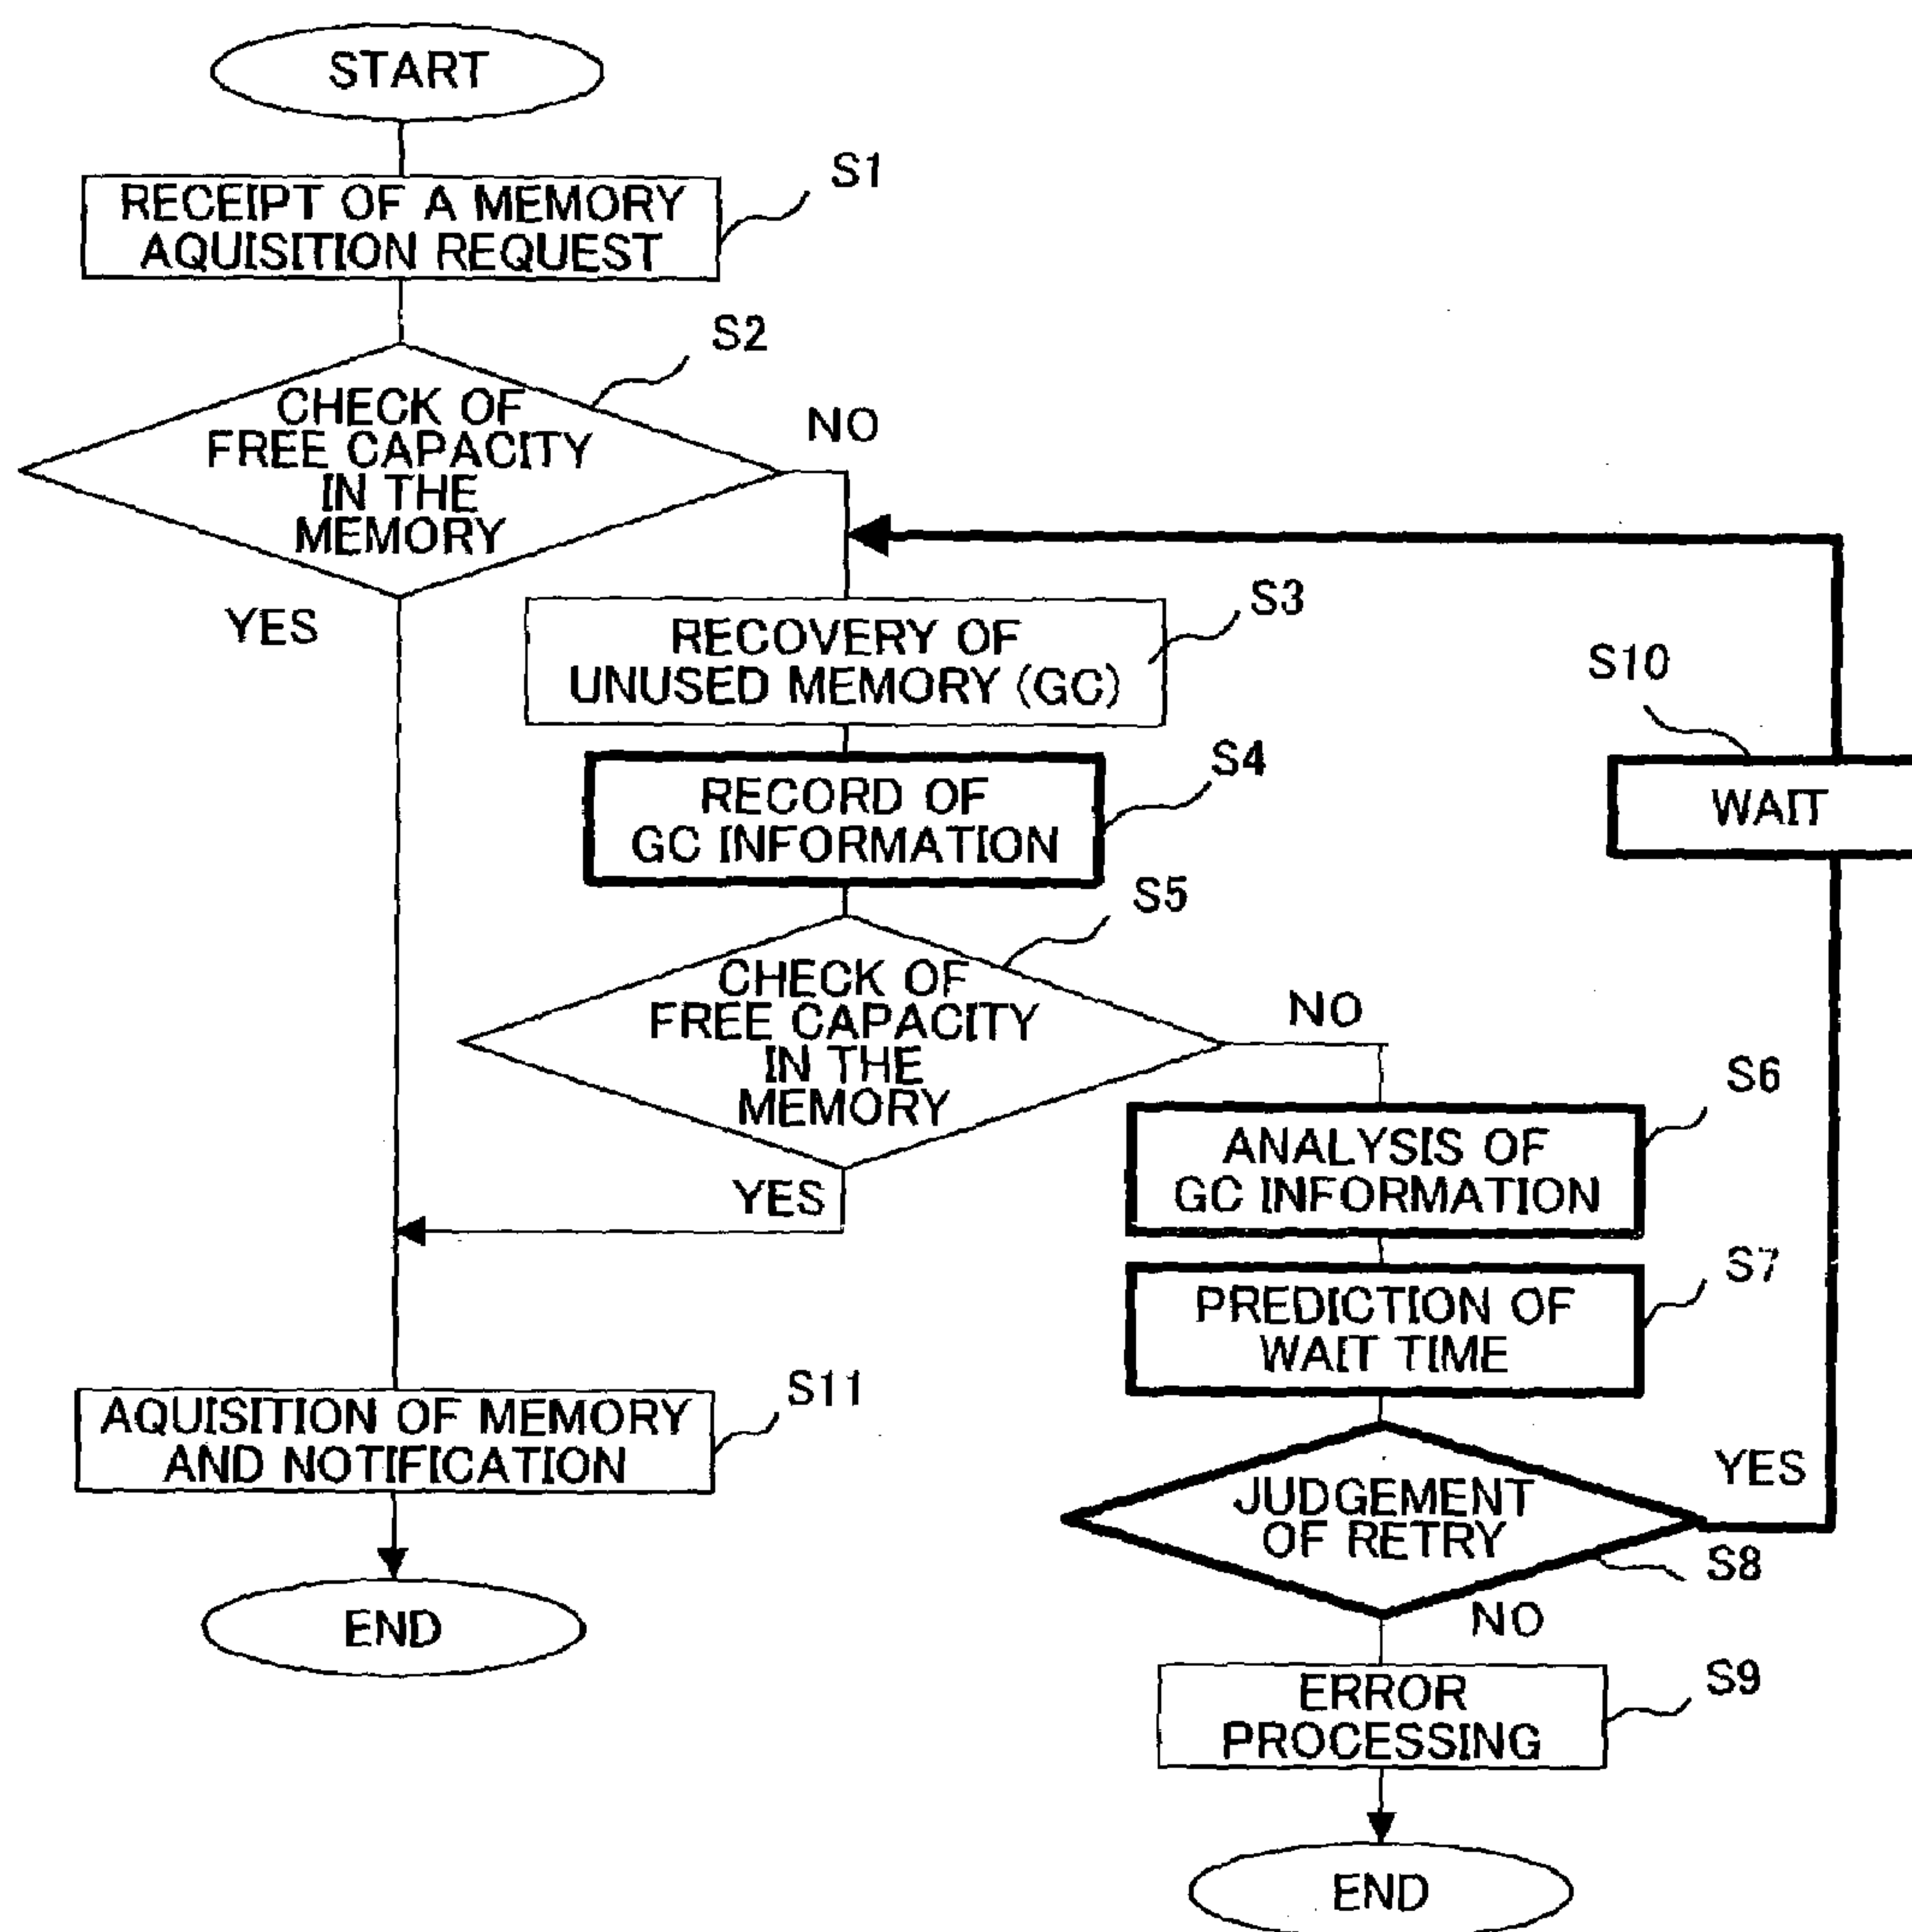 START
S1
RECEIPT OF A MEMORY
AQUISITION REQUEST
S2
CHECK OF
FREE CAPACITY
IN THE
MEMORY
NO
YES
S3
RECOVERY OF
UNUSED MEMORY (GC)
S10
WAIT
S4
RECORD OF
GC INFORMATION
S5
CHECK OF
FREE CAPACITY
IN THE
MEMORY
NO
YES
S6
ANALYSIS OF
GC INFORMATION
S7
PREDICTION OF
WAIT TIME
S11
AQUISITION OF MEMORY
AND NOTIFICATION
YES
JUDGEMENT
OF RETRY
S8
NO
END
S9
ERROR
PROCESSING
END